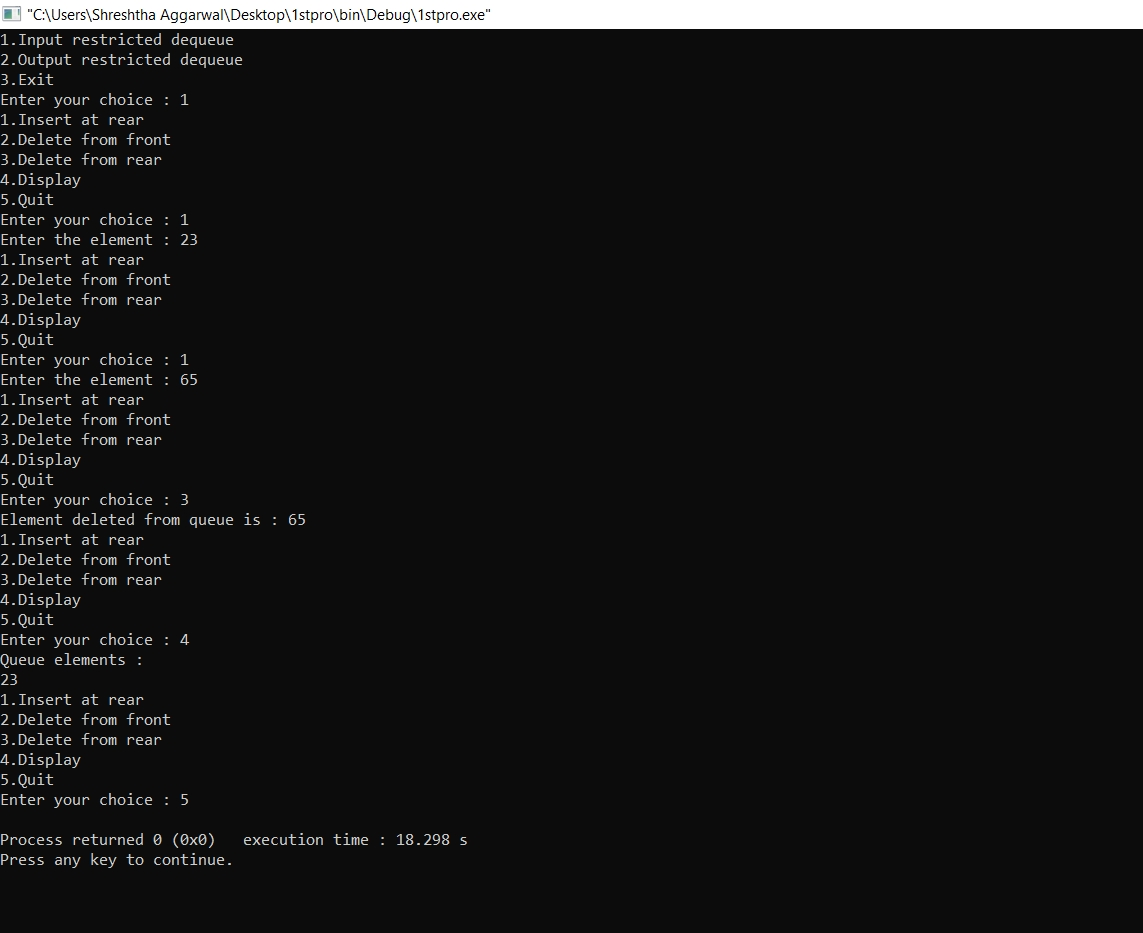 "C:\Users\Shreshtha Aggarwal\Desktop\1stpro\bin\Debug\1stpro.exe"
1.Input restricted dequeue
2.Output restricted dequeue
3.Exit
Enter your choice : 1
1.Insert at rear
2.Delete from front
3.Delete from rear
4.Display
5.Quit
Enter your choice : 1
Enter the element : 23
1.Insert at rear
2.Delete from front
3.Delete from rear
4.Display
5.Quit
Enter your choice : 1
Enter the element : 65
1.Insert at rear
2.Delete from front
3.Delete from rear
4.Display
5.Quit
Enter your choice : 3
Element deleted from queue is : 65
1.Insert at rear
2.Delete from front
3.Delete from rear
4.Display
5.Quit
Enter your choice : 4
Queue elements :
23
1.Insert at rear
2.Delete from front
3.Delete from rear
4.Display
5.Quit
Enter your choice : 5
Process returned 0 (0x0)   execution time : 18.298 s
Press any key to continue.